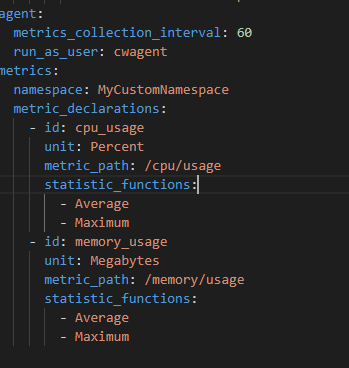 agent:
  metrics_collection_interval: 60
  run_as_user: cwagent
metrics:
  namespace: MyCustomNamespace
  metric_declarations:
    - id: cpu_usage
      unit: Percent
      metric_path: /cpu/usage
      statistic_functions:
        - Average
        - Maximum
    - id: memory_usage
      unit: Megabytes
      metric_path: /memory/usage
      statistic_functions:
        - Average
        - Maximum